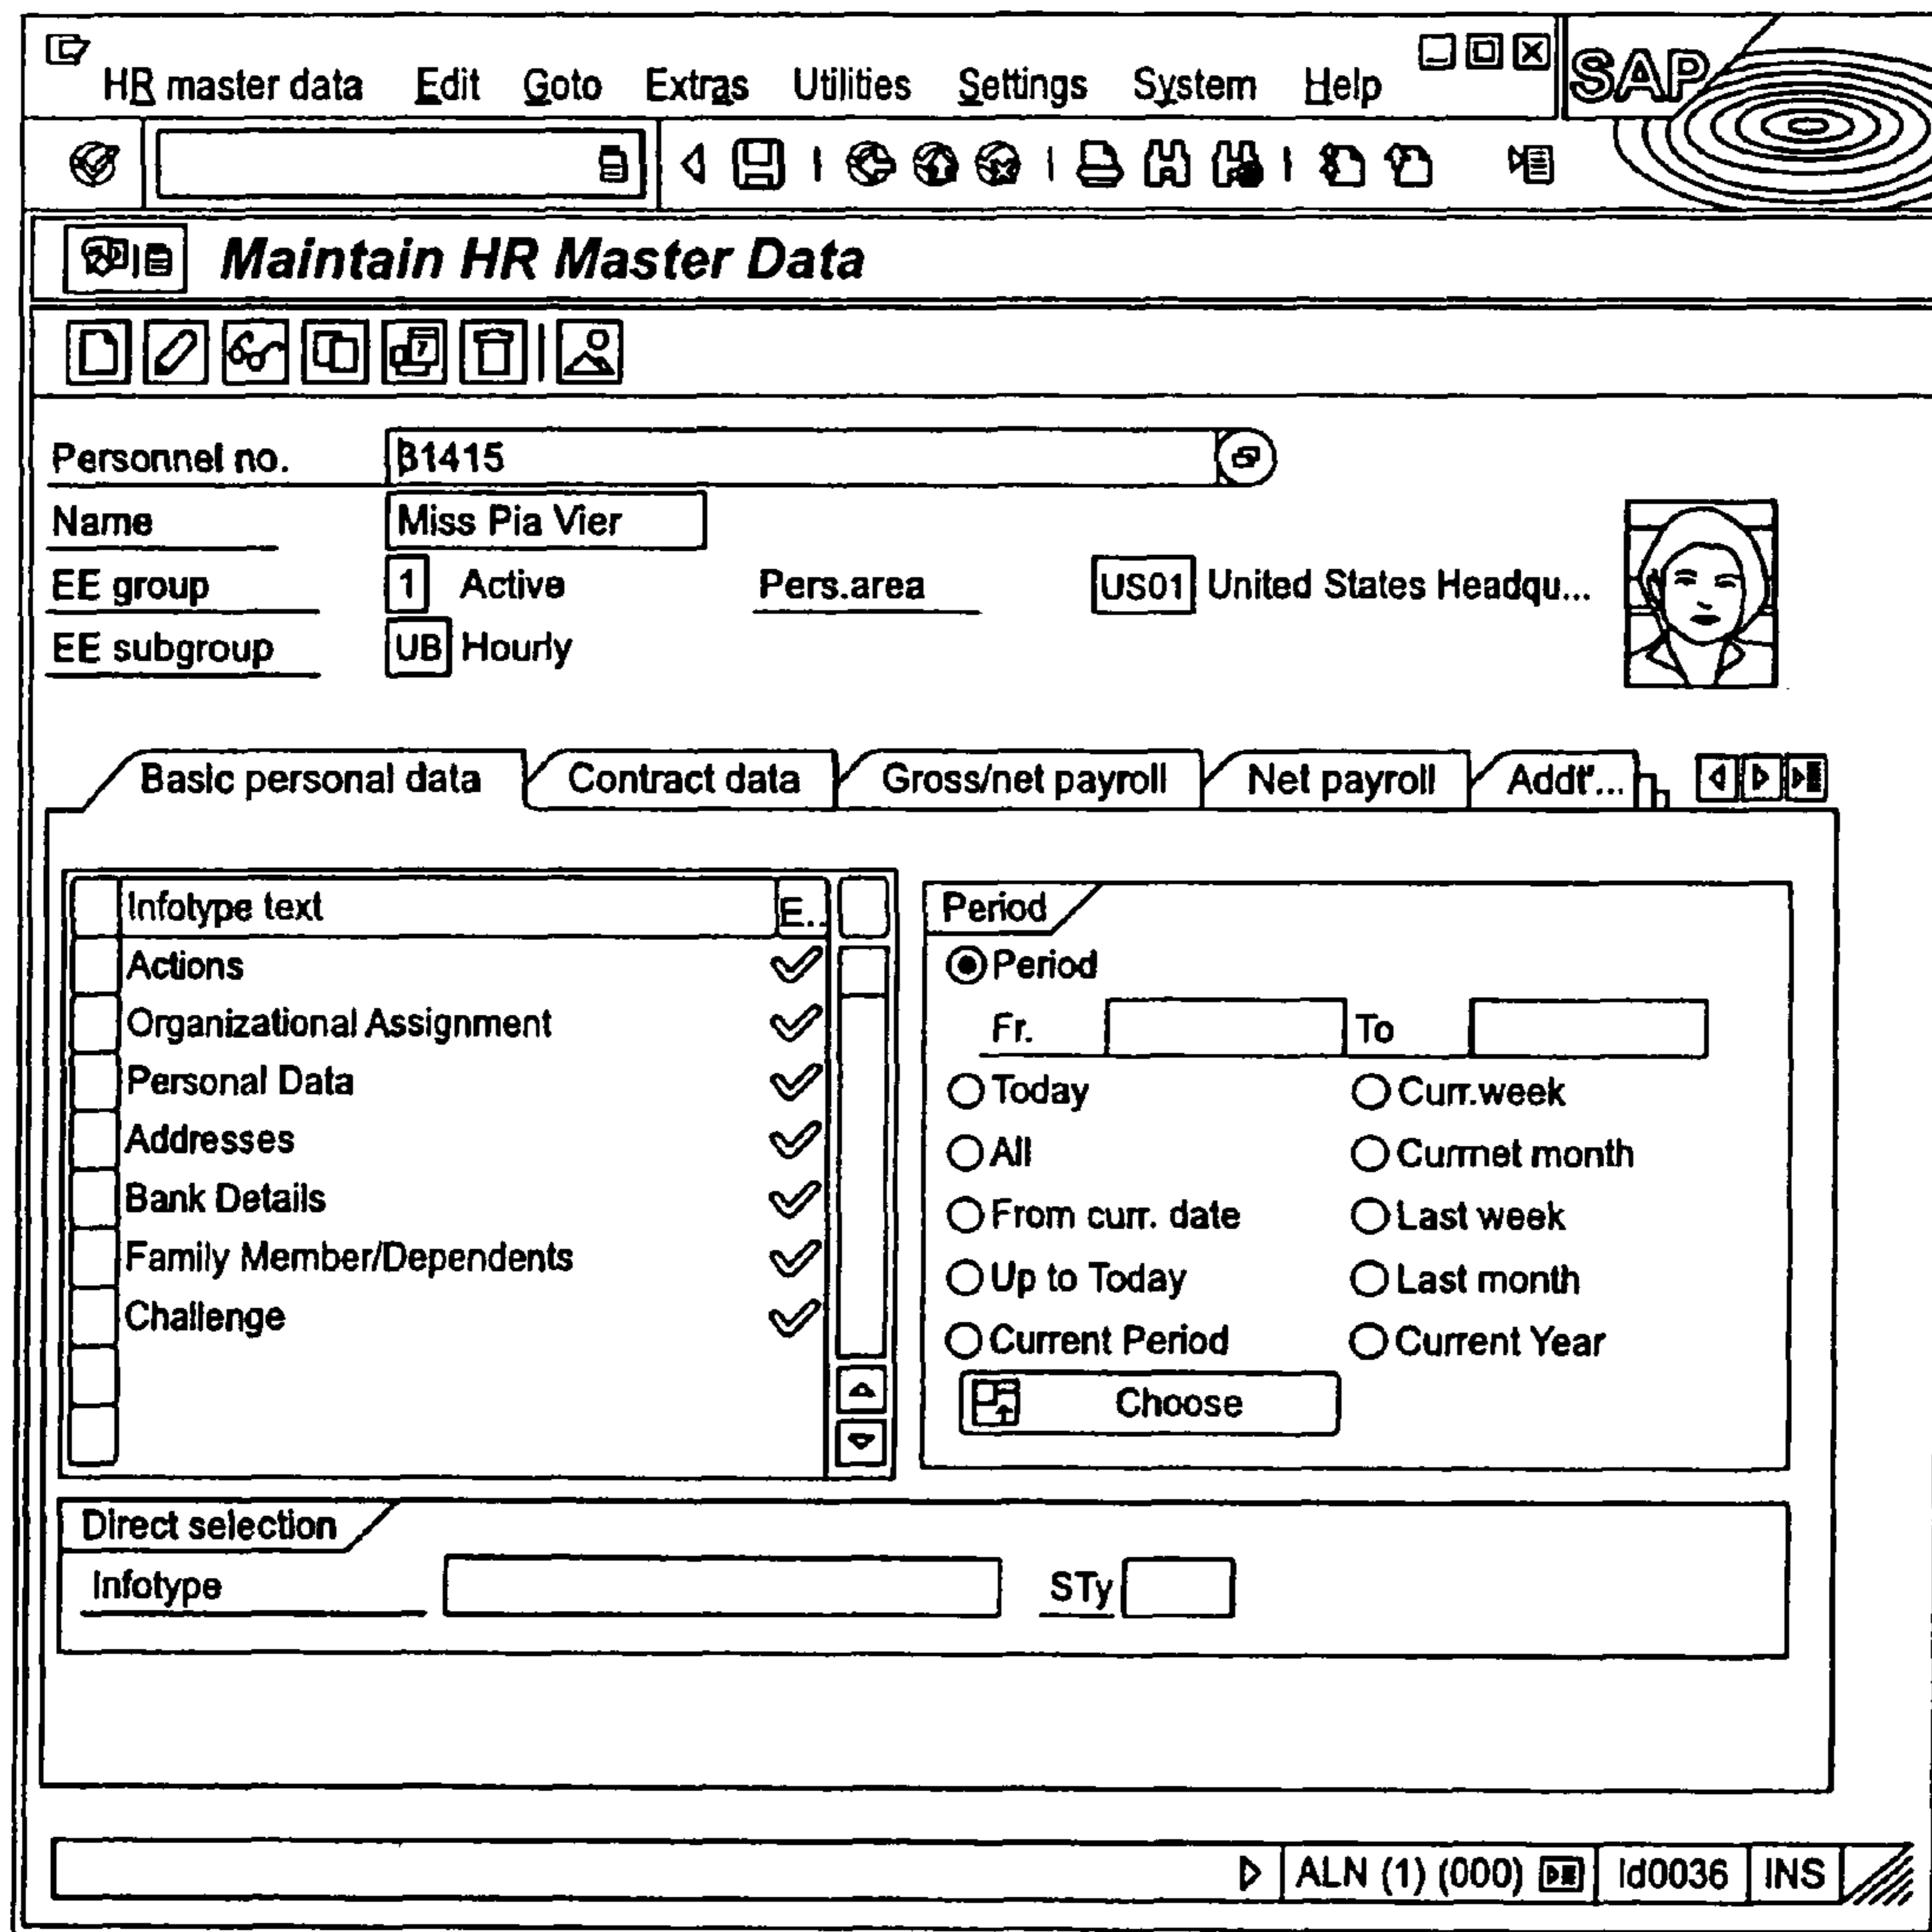 HR master data Edit Goto Extras Utilities Settings System Help
SAP
Maintain HR Master Data
7
Personnel no. 31415
Name Miss Pia Vier
EE group 1 Active Pers.area US01 United States Headqu...
EE subgroup UB Hourly
Basic personal data Contract data Gross/net payroll Net payroll Addt'...
Infotype text E..
Actions
Organizational Assignment
Personal Data
Addresses
Bank Details
Family Member/Dependents
Challenge
Period
Period
Fr. To
Today Curr.week
All Currnet month
From curr. date Last week
Up to Today Last month
Current Period Current Year
Choose
Direct selection
Infotype STy
ALN (1) (000) Id0036 INS